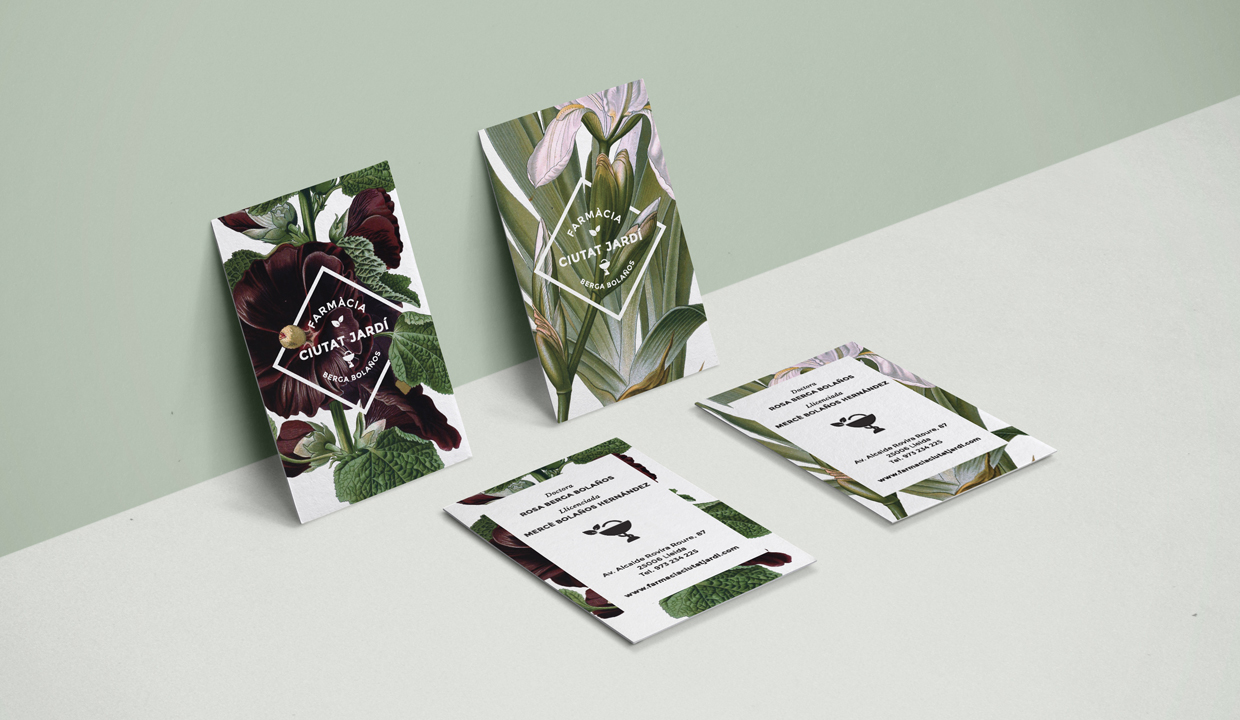 FARMÀCIA
CIUTAT JARDÍ
BERGA BOLAÑOS
FARMÀCIA
CIUTAT JARDÍ
BERGA BOLAÑOS
Doctora
ROSA BERGA BOLAÑOS
Llicenciada
MERCÈ BOLAÑOS HERNÁNDEZ
Av. Alcalde Rovira Roure, 87
25006 Lleida
Tel. 973 234 225
www.farmaciaciutatjardi.com
Doctora
ROSA BERGA BOLAÑOS
Llicenciada
MERCÈ BOLAÑOS HERNÁNDEZ
Av. Alcalde Rovira Roure, 87
25006 Lleida
Tel. 973 234 225
www.farmaciaciutatjardi.com